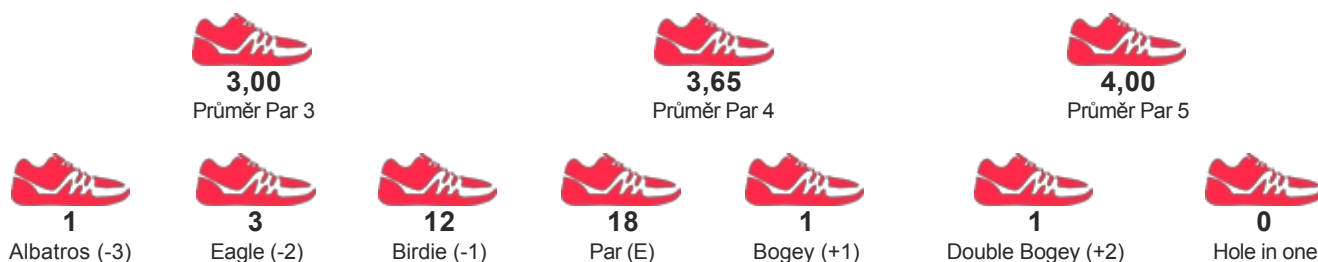 3,00 3,65 4,00
Průměr Par 3 Průměr Par 4 Průměr Par 5
1 3 12 18 1 1 0
Albatros (-3) Eagle (-2) Birdie (-1) Par (E) Bogey (+1) Double Bogey (+2) Hole in one